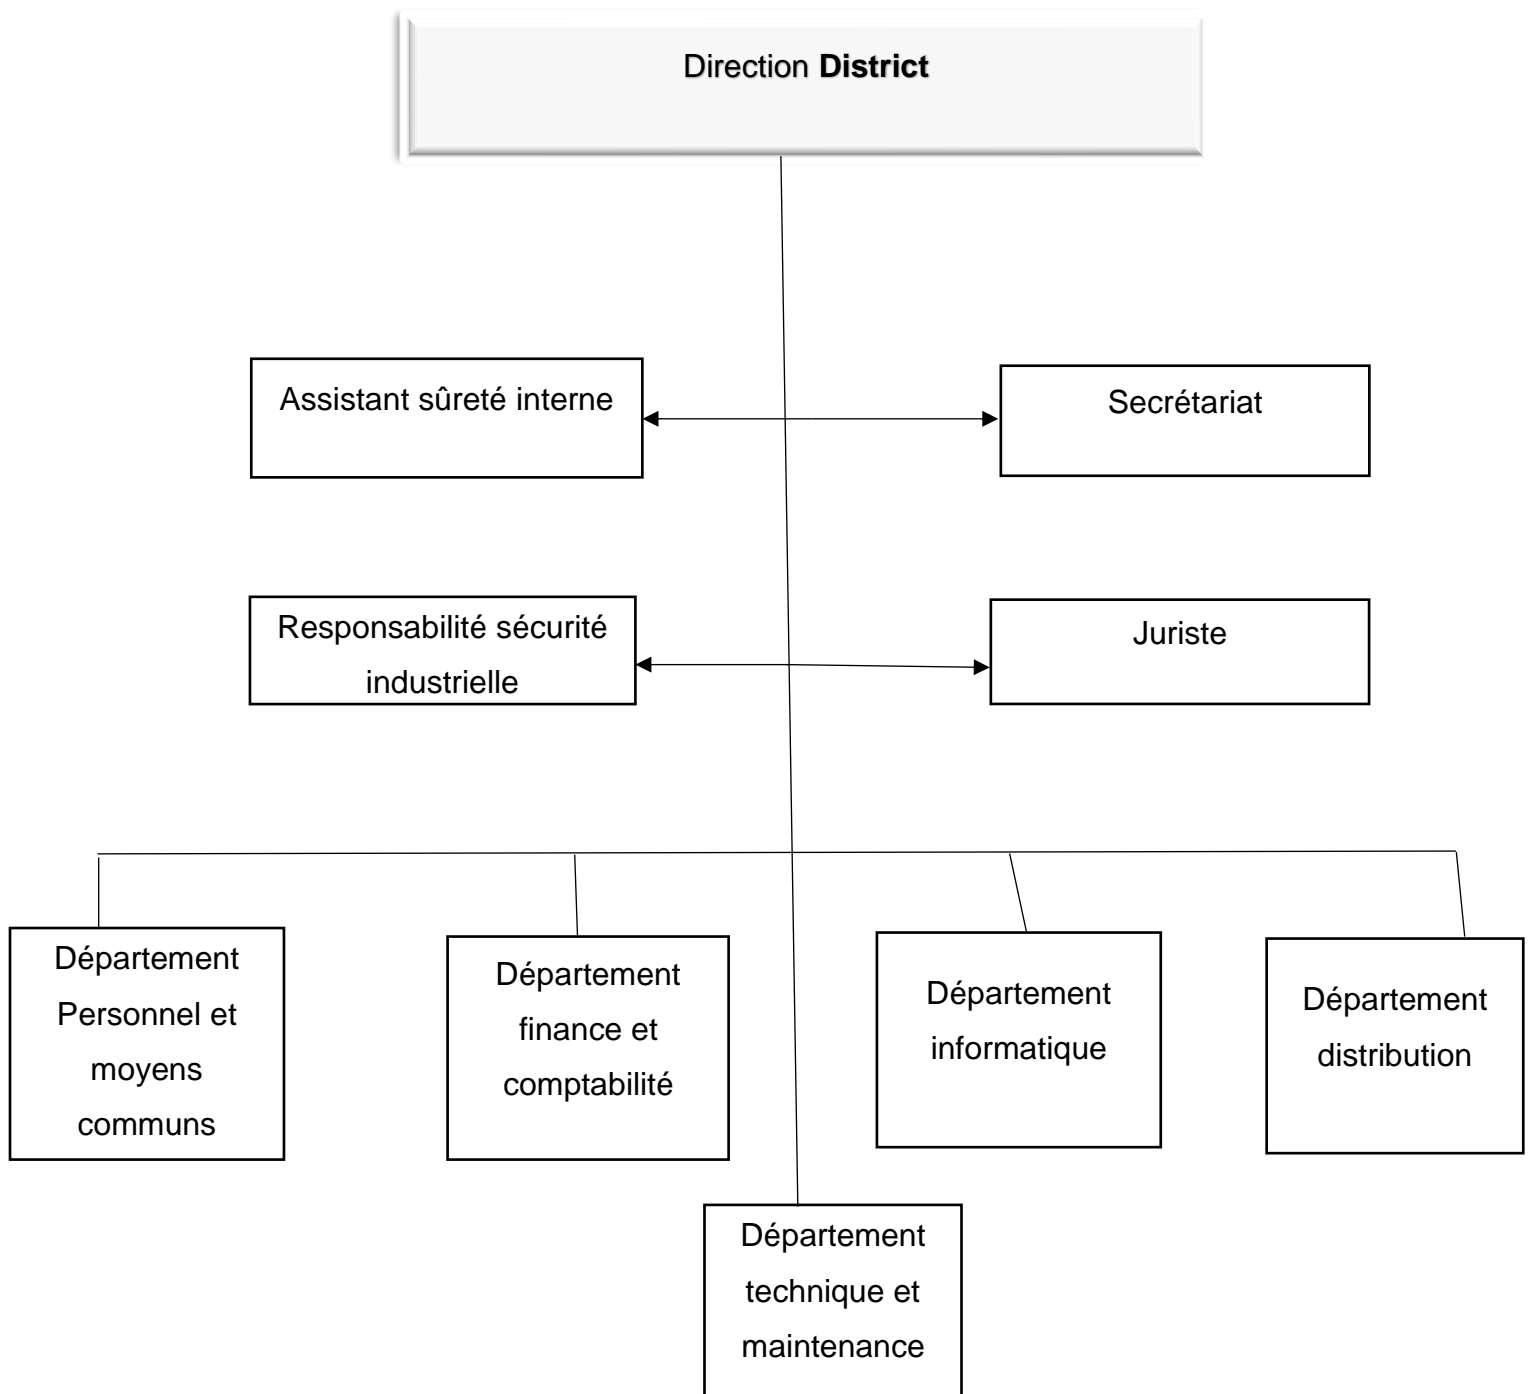 Direction District
Assistant sûreté interne
Secrétariat
Responsabilité sécurité
industrielle
Juriste
Département
Personnel et
moyens
communs
Département
finance et
comptabilité
Département
informatique
Département
distribution
Département
technique et
maintenance